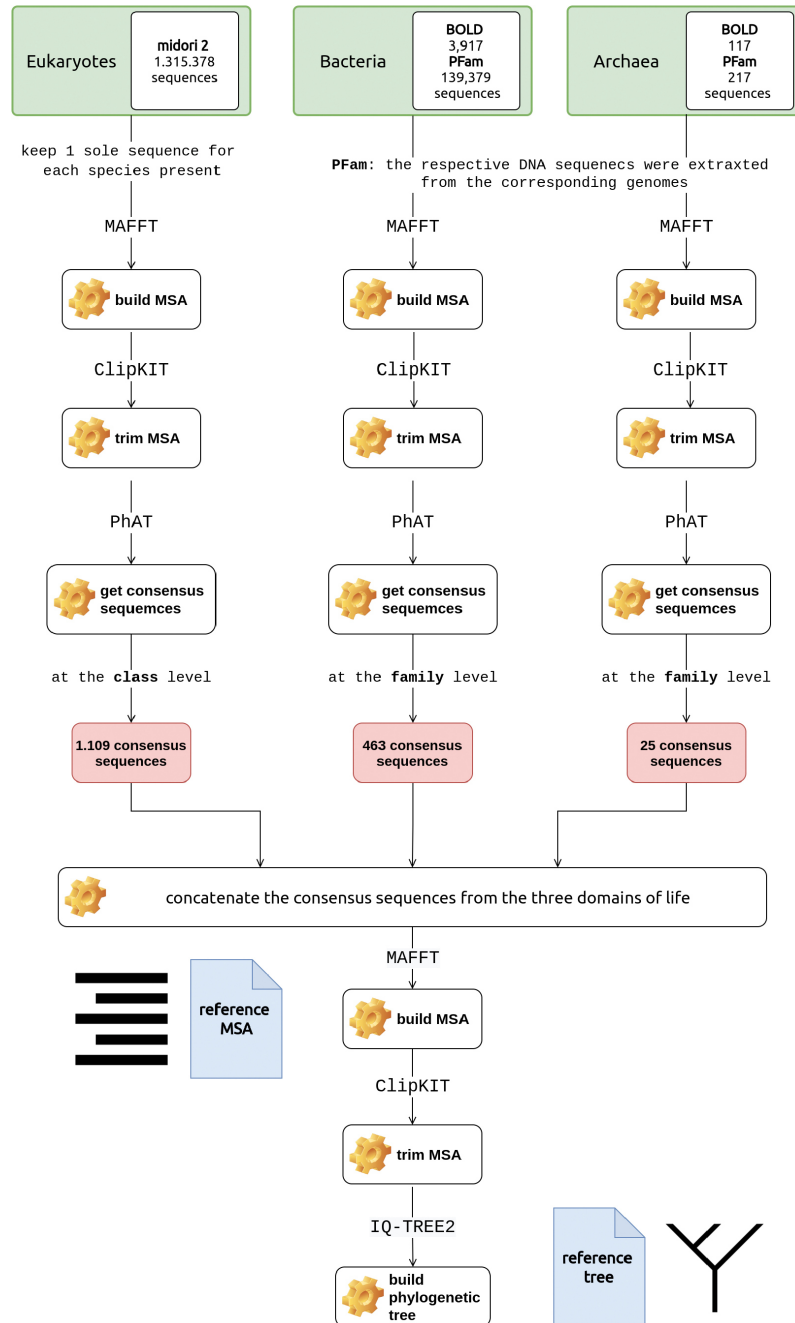 Eukaryotes
midori 2
1.315.378
sequences
Bacteria
BOLD
3,917
PFam
139,379
sequences
Archaea
BOLD
117
PFam
217
sequences
keep 1 sole sequence for
each species present
PFam: the respective DNA sequenecs were extraxted
from the corresponding genomes
MAFFT
MAFFT
MAFFT
build MSA
build MSA
build MSA
ClipKIT
ClipKIT
ClipKIT
trim MSA
trim MSA
trim MSA
PhAT
PhAT
PhAT
get consensus
sequemces
get consensus
sequemces
get consensus
sequemces
at the class level
at the family level
at the family level
1.109 consensus
sequences
463 consensus
sequences
25 consensus
sequences
concatenate the consensus sequences from the three domains of life
MAFFT
reference
MSA
build MSA
ClipKIT
trim MSA
IQ-TREE2
reference
tree
build
phylogenetic
tree